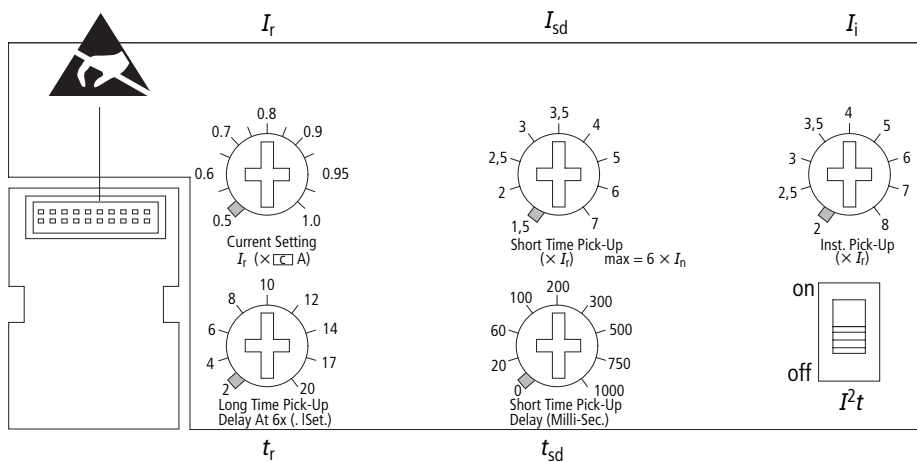 Ir
Isd
Ii
0.5
0.6
0.7
0.8
0.9
0.95
1.0
Current Setting
Ir (× C A)
1,5
2
2,5
3
3,5
4
5
6
7
Short Time Pick-Up
(× Ir) max = 6 × In
2
2,5
3
3,5
4
5
6
7
8
Inst. Pick-Up
(× Ir)
2
4
6
8
10
12
14
17
20
Long Time Pick-Up
Delay At 6x (. ISet.)
0
20
60
100
200
300
500
750
1000
Short Time Pick-Up
Delay (Milli-Sec.)
on
off
I²t
tr
tsd